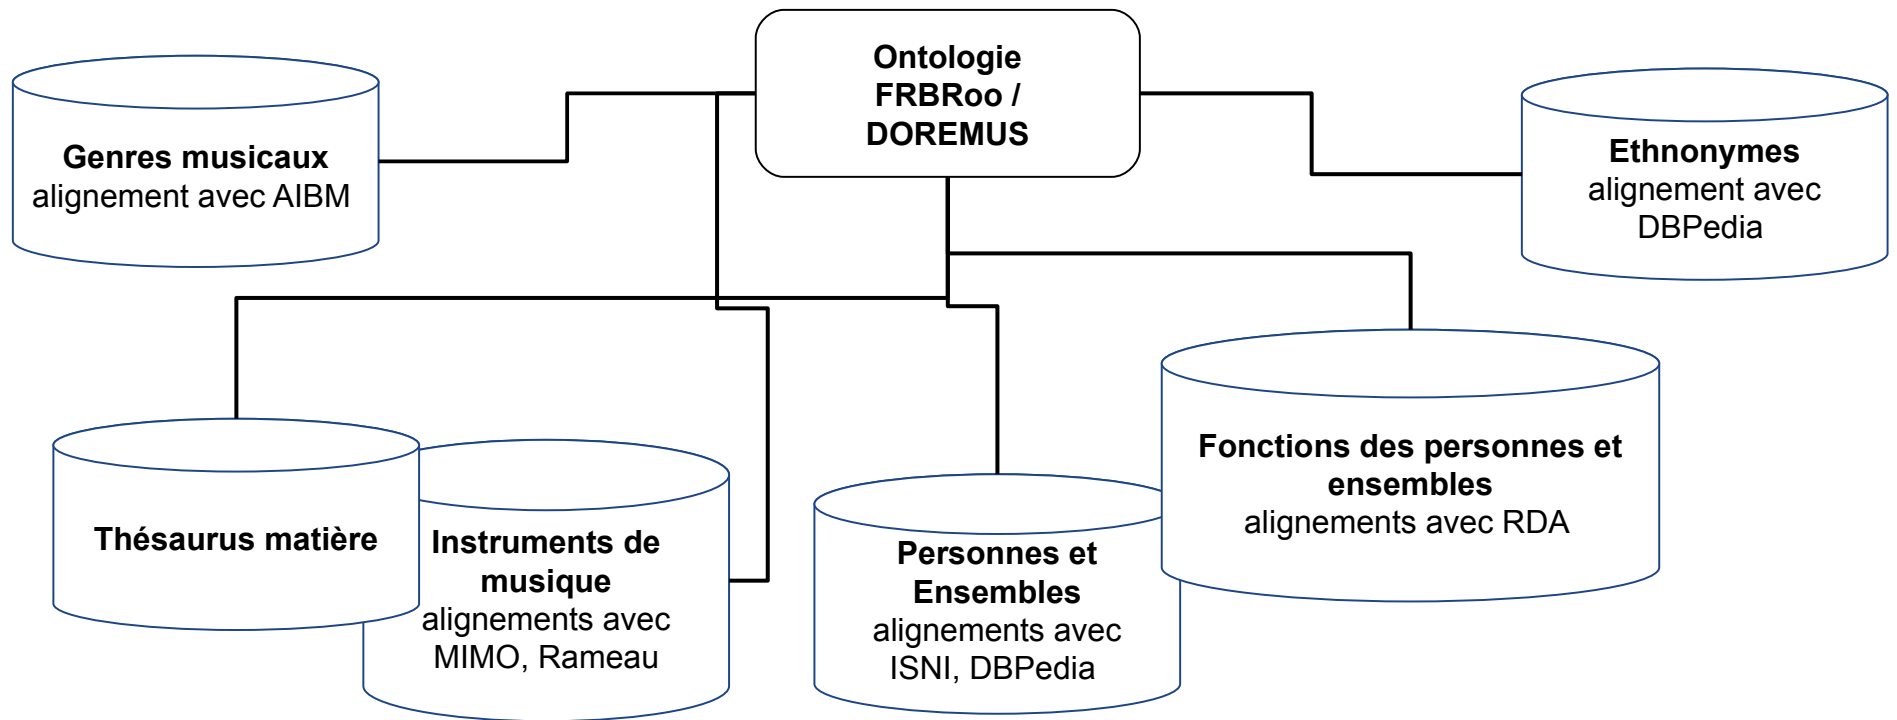 Ontologie
FRBRoo /
DOREMUS
Genres musicaux
alignement avec AIBM
Ethnonymes
alignement avec
DBPedia
Thésaurus matière
Instruments de
musique
alignements avec
MIMO, Rameau
Personnes et
Ensembles
alignements avec
ISNI, DBPedia
Fonctions des personnes et
ensembles
alignements avec RDA